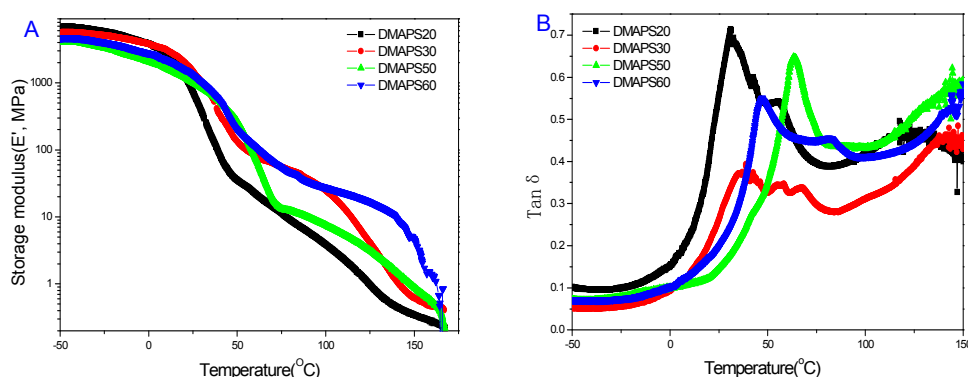 A
DMAPS20
DMAPS30
DMAPS50
DMAPS60
Storage modulus(E', MPa)
1000
100
10
1
-50 0 50 100 150
Temperature(°C)
B
DMAPS20
DMAPS30
DMAPS50
DMAPS60
Tan δ
0.7
0.6
0.5
0.4
0.3
0.2
0.1
0.0
-50 0 50 100 150
Temperature(°C)